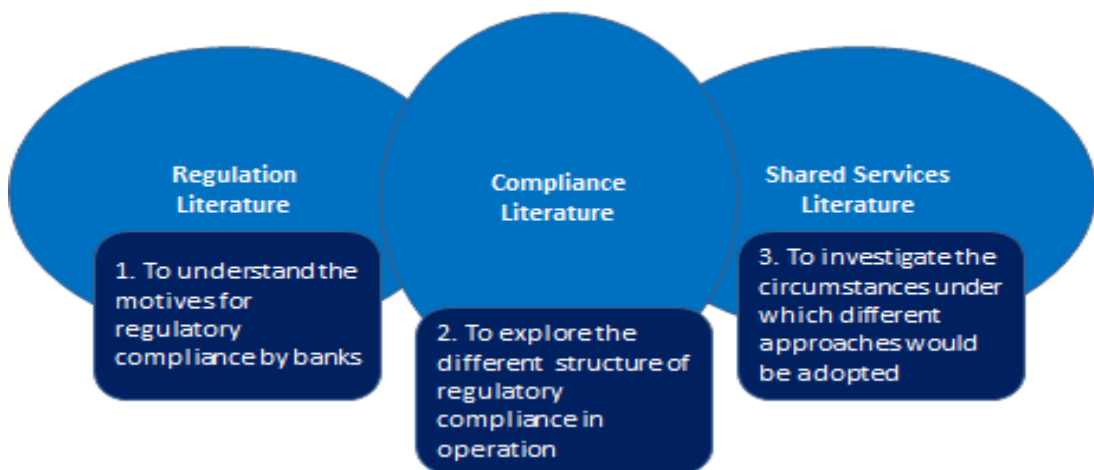 Regulation
Literature
1. To understand the
motives for
regulatory
compliance by banks
Compliance
Literature
2. To explore the
different structure of
regulatory
compliance in
operation
Shared Services
Literature
3. To investigate the
circumstances under
which different
approaches would
be adopted